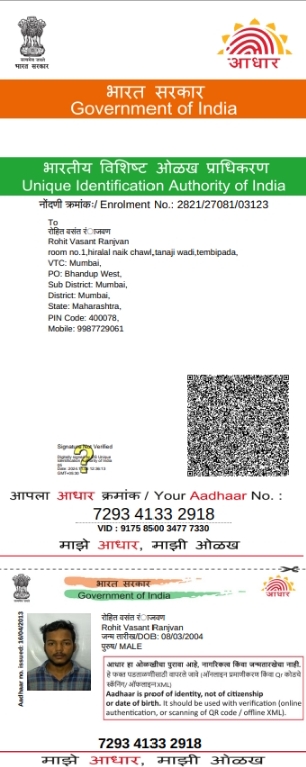 भारत सरकार
आधार
भारत सरकार
Government of India
भारतीय विशिष्ट ओळख प्राधिकरण
Unique Identification Authority of India
नोंदणी क्रमांकः/ Enrolment No.: 2821/27081/03123
To
रोहित वसंत रंाजवण
Rohit Vasant Ranjvan
room no.1,hiralal naik chawl,tanaji wadi,tembipada,
VTC: Mumbai,
PO: Bhandup West,
Sub District: Mumbai,
District: Mumbai,
State: Maharashtra,
PIN Code: 400078,
Mobile: 9987729061
Signature Not Verified
?
आपला आधार क्रमांक / Your Aadhaar No. :
7293 4133 2918
VID : 9175 8500 3477 7330
माझे आधार, माझी ओळख
भारत सरकार
Government of India
आधार
Aadhaar no. issued: 16/04/2013
रोहित वसंत रंाजवण
Rohit Vasant Ranjvan
जन्म तारीख/DOB: 08/03/2004
पुरुष/ MALE
आधार हा ओळखीचा पुरावा आहे, नागरिकत्व किंवा जन्मतारखेचा नाही.
हे फक्त पडताळणीसाठी वापरले जावे (ऑनलाइन प्रमाणीकरण किंवा QR कोडचे
स्कॅनिंग/ ऑफलाइन XML)
Aadhaar is proof of identity, not of citizenship
or date of birth. It should be used with verification (online
authentication, or scanning of QR code / offline XML).
7293 4133 2918
माझे आधार, माझी ओळख